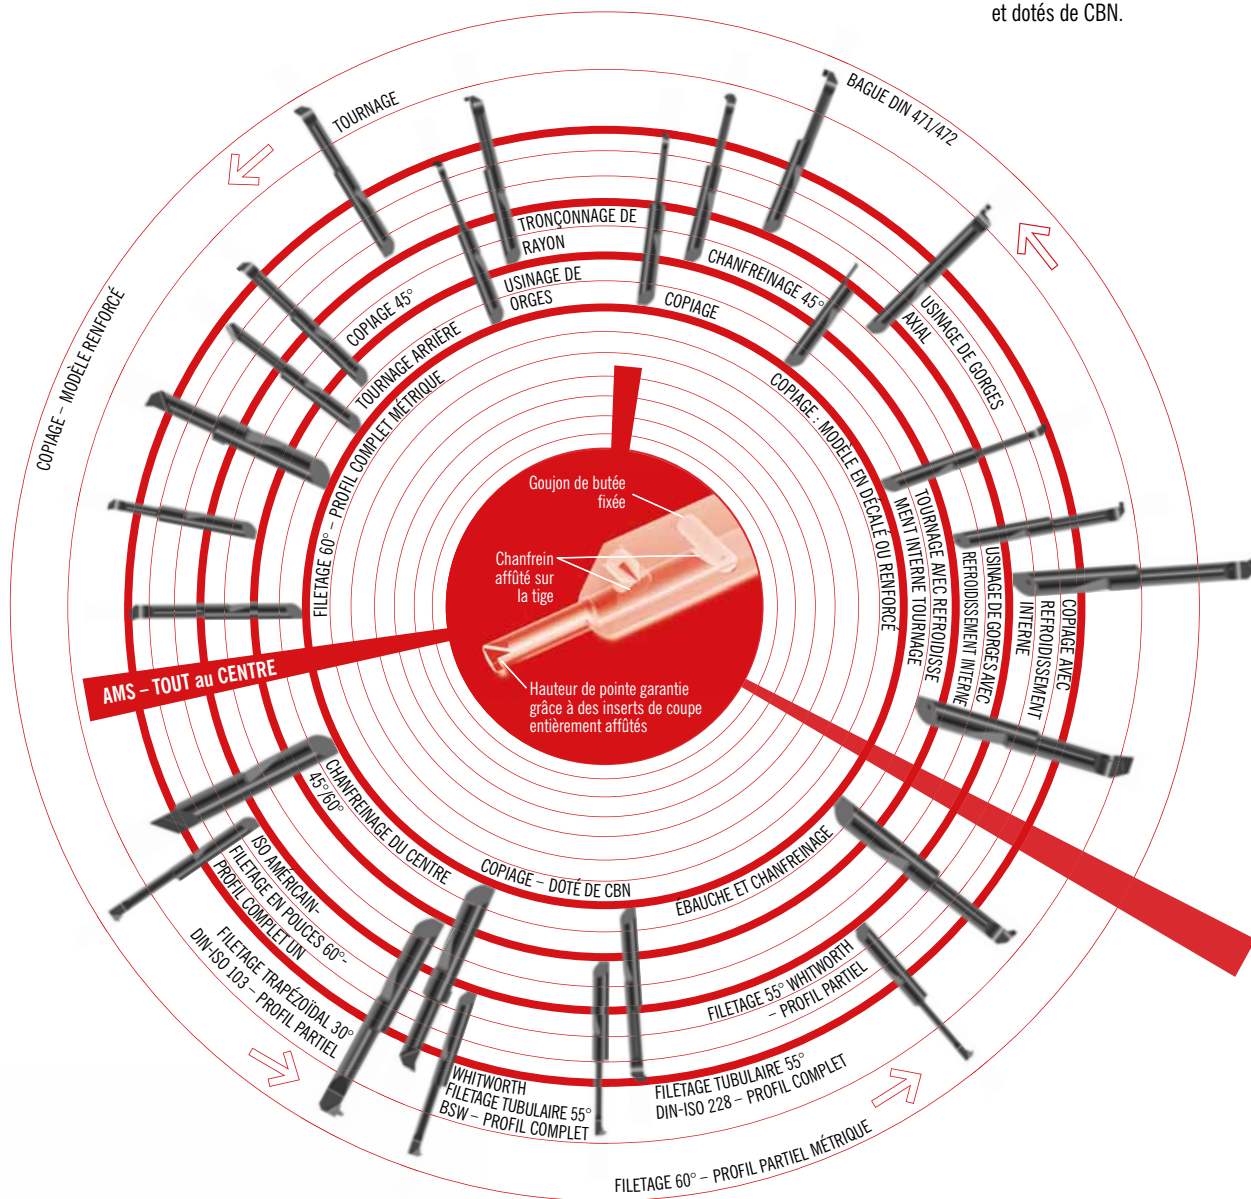 et dotés de CBN.
TOURNAGE
BAGUE DIN 471/472
TRONÇONNAGE DE
RAYON
CHANFREINAGE 45°
USINAGE DE
ORGES
COPIAGE
COPIAGE 45°
TOURNAGE ARRIÈRE
USINAGE DE GORGES
AXIAL
COPIAGE – MODÈLE RENFORCÉ
FILETAGE 60° – PROFIL COMPLET MÉTRIQUE
COPIAGE : MODÈLE EN DÉCALÉ OU RENFORCÉ
TOURNAGE AVEC REFROIDISSE
MENT INTERNE TOURNAGE
USINAGE DE GORGES AVEC
REFROIDISSEMENT INTERNE
COPIAGE AVEC
REFROIDISSEMENT
INTERNE
Goujon de butée
fixée
Chanfrein
affûté sur
la tige
Hauteur de pointe garantie
grâce à des inserts de coupe
entièrement affûtés
AMS – TOUT au CENTRE
CHANFREINAGE DU CENTRE
45°/60°
COPIAGE – DOTÉ DE CBN
ÉBAUCHE ET CHANFREINAGE
ISO AMÉRICAIN-
FILETAGE EN POUCES 60°-
PROFIL COMPLET UN
FILETAGE TRAPÉZOÏDAL 30°
DIN-ISO 103 – PROFIL PARTIEL
FILETAGE 55° WHITWORTH
– PROFIL PARTIEL
WHITWORTH
FILETAGE TUBULAIRE 55°
BSW – PROFIL COMPLET
FILETAGE TUBULAIRE 55°
DIN-ISO 228 – PROFIL COMPLET
FILETAGE 60° – PROFIL PARTIEL MÉTRIQUE